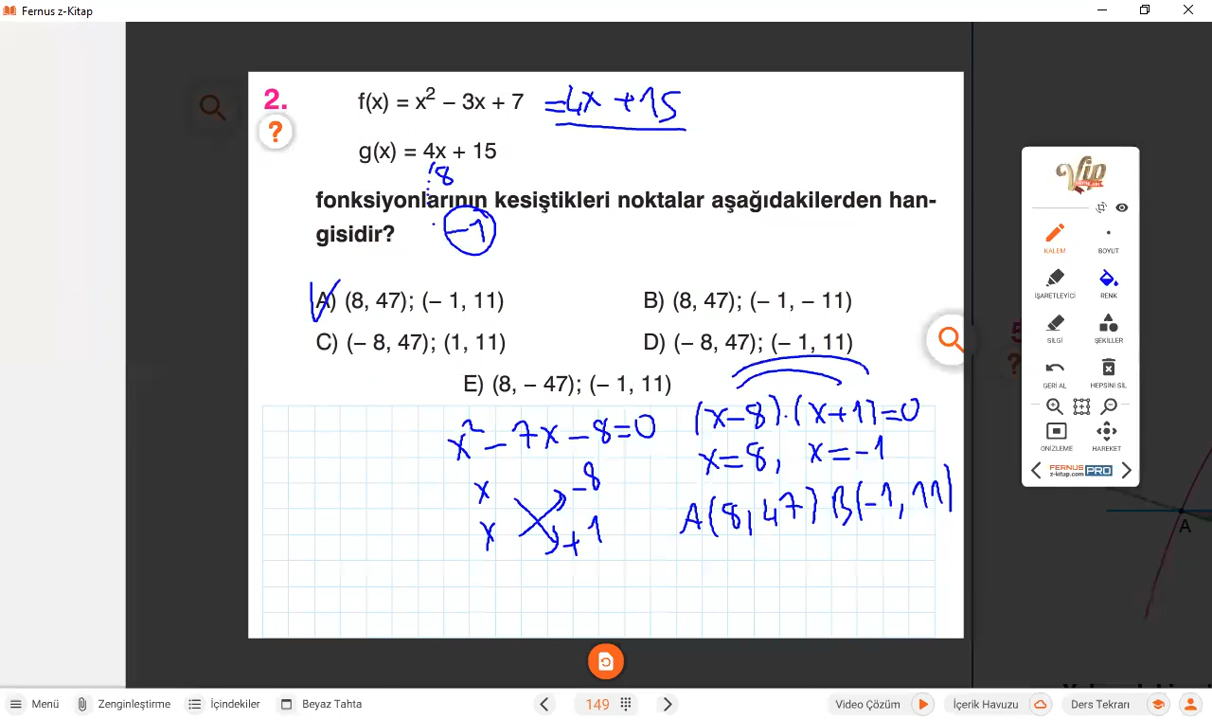 Fernus z-Kitap
2. f(x) = x² − 3x + 7 =4x +15
?
g(x) = 4x + 15
8
fonksiyonlarının kesiştikleri noktalar aşağıdakilerden han-
gisidir? −1
A) (8, 47); (− 1, 11) B) (8, 47); (− 1, − 11)
C) (− 8, 47); (1, 11) D) (− 8, 47); (− 1, 11)
E) (8, − 47); (− 1, 11)
x² − 7x − 8 = 0
x −8
x +1
(x−8)·(x+1)=0
x=8, x=−1
A(8,47) B(−1,11)
Vip
KALEM BOYUT
İŞARETLEYİCİ RENK
SİLGİ ŞEKİLLER
GERİ AL HEPSİNİ SİL
ÖNİZLEME HAREKET
FERNUS PRO
z-kitap.com
5
?
A
Menü Zenginleştirme İçindekiler Beyaz Tahta 149 Video Çözüm İçerik Havuzu Ders Tekrarı